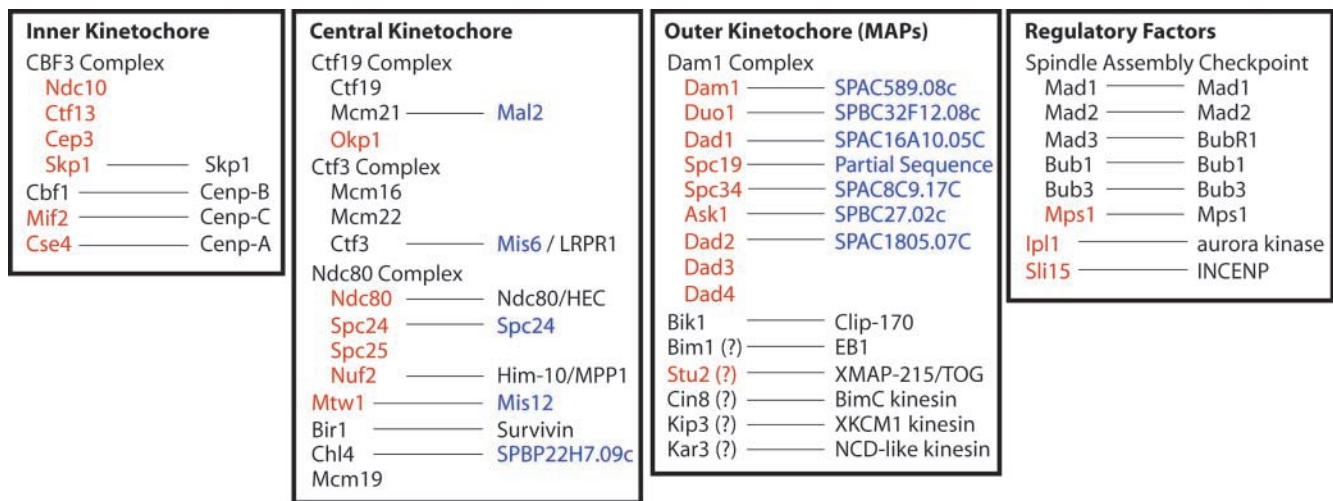 Inner Kinetochore
CBF3 Complex
Ndc10
Ctf13
Cep3
Skp1 Skp1
Cbf1 Cenp-B
Mif2 Cenp-C
Cse4 Cenp-A
Central Kinetochore
Ctf19 Complex
Ctf19
Mcm21 Mal2
Okp1
Ctf3 Complex
Mcm16
Mcm22
Ctf3 Mis6 / LRPR1
Ndc80 Complex
Ndc80 Ndc80/HEC
Spc24 Spc24
Spc25
Nuf2 Him-10/MPP1
Mtw1 Mis12
Bir1 Survivin
Chl4 SPBP22H7.09c
Mcm19
Outer Kinetochore (MAPs)
Dam1 Complex
Dam1 SPAC589.08c
Duo1 SPBC32F12.08c
Dad1 SPAC16A10.05C
Spc19 Partial Sequence
Spc34 SPAC8C9.17C
Ask1 SPBC27.02c
Dad2 SPAC1805.07C
Dad3
Dad4
Bik1 Clip-170
Bim1 (?) EB1
Stu2 (?) XMAP-215/TOG
Cin8 (?) BimC kinesin
Kip3 (?) XKCM1 kinesin
Kar3 (?) NCD-like kinesin
Regulatory Factors
Spindle Assembly Checkpoint
Mad1 Mad1
Mad2 Mad2
Mad3 BubR1
Bub1 Bub1
Bub3 Bub3
Mps1 Mps1
Ipl1 aurora kinase
Sli15 INCENP